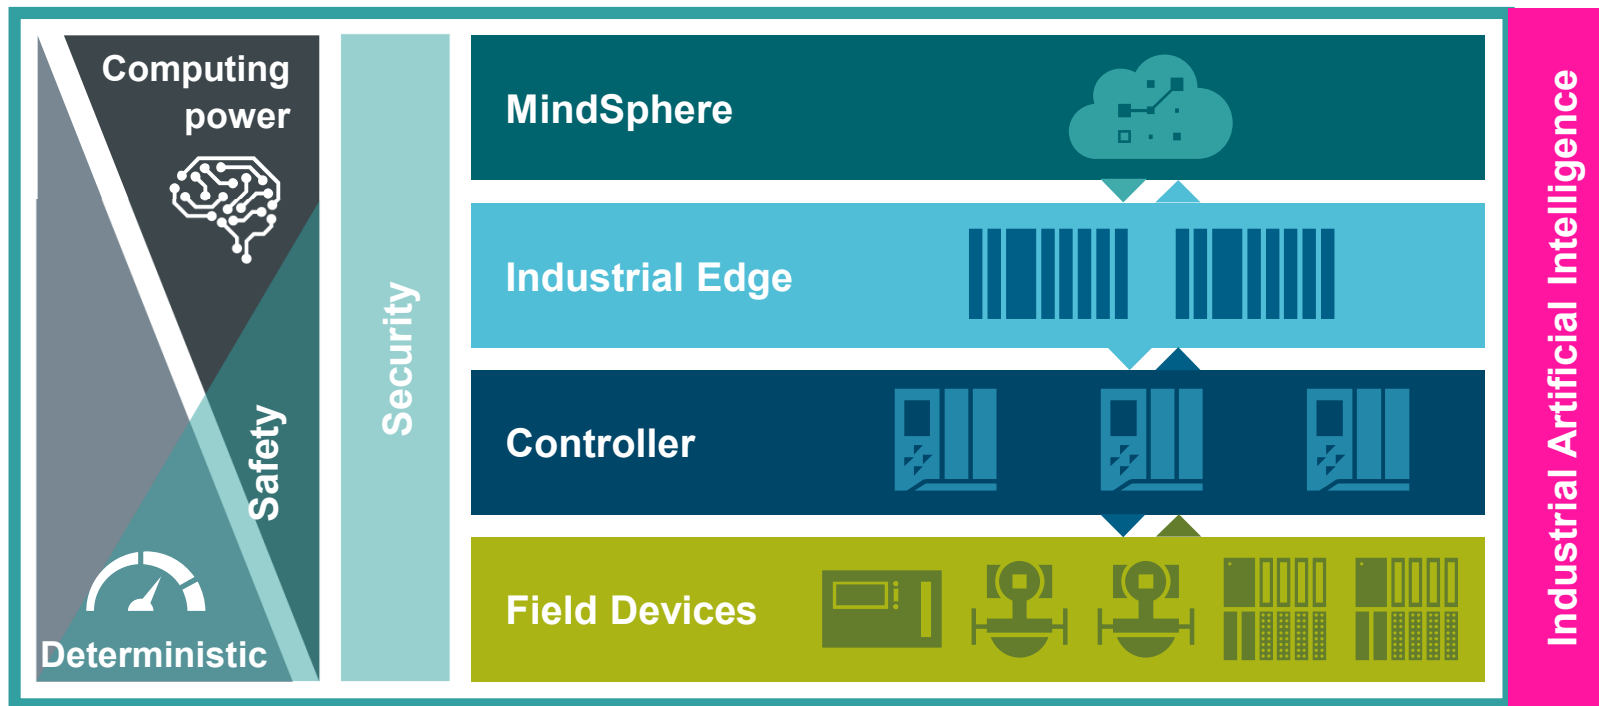 Computing
power
Safety
Deterministic
Security
MindSphere
Industrial Edge
Controller
Field Devices
Industrial Artificial Intelligence